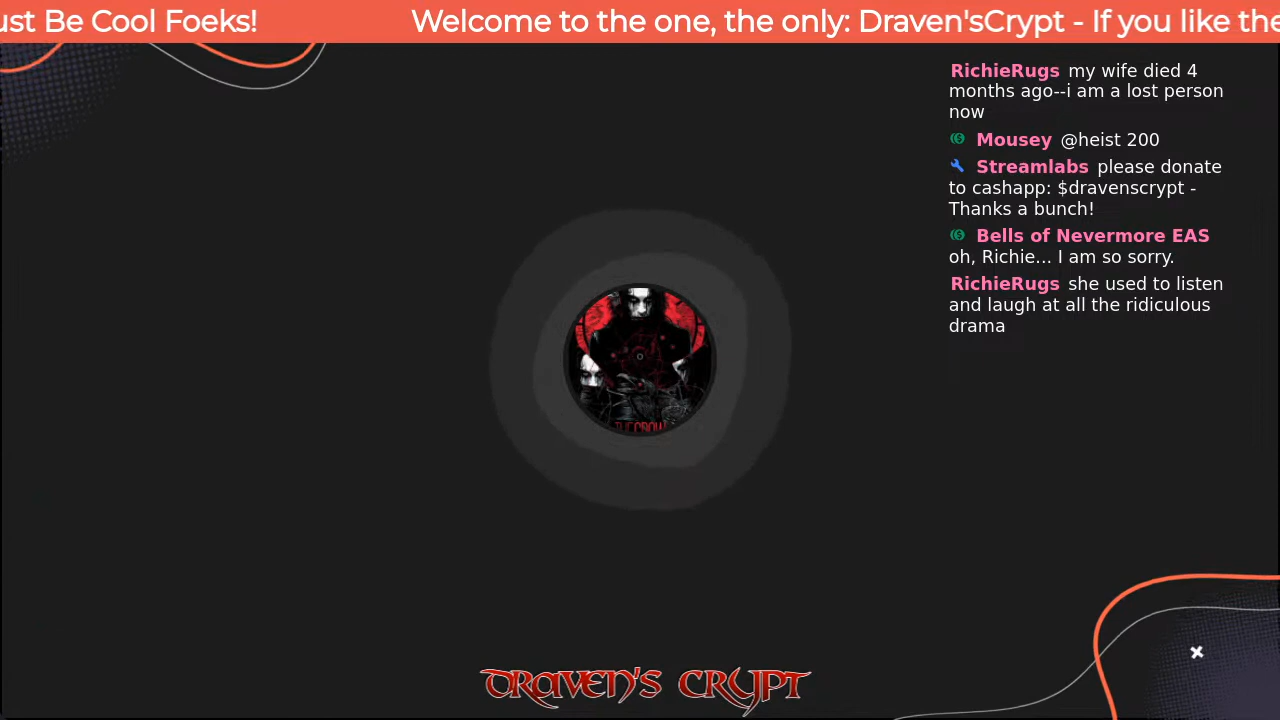 ust Be Cool Foeks! Welcome to the one, the only: Draven'sCrypt - If you like the
RichieRugs my wife died 4
months ago--i am a lost person
now
Mousey @heist 200
Streamlabs please donate
to cashapp: $dravenscrypt -
Thanks a bunch!
Bells of Nevermore EAS
oh, Richie... I am so sorry.
RichieRugs she used to listen
and laugh at all the ridiculous
drama
THE CROW
DRAVEN'S CRYPT